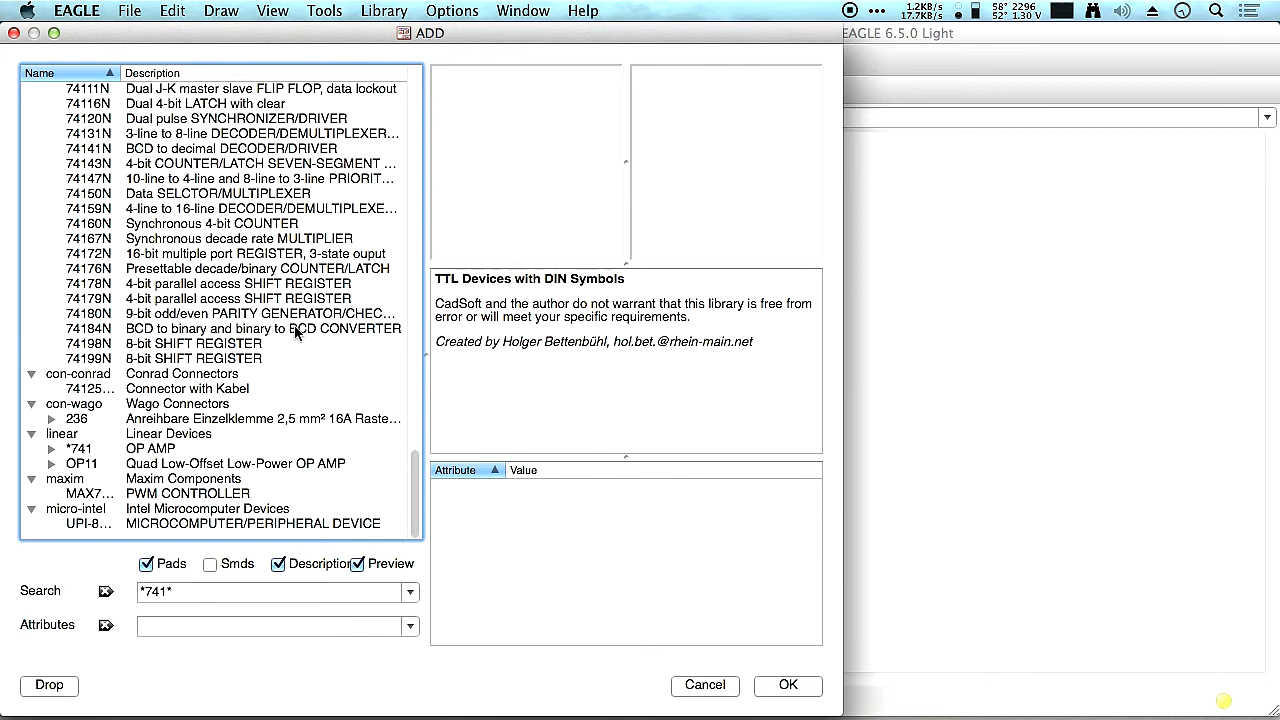 EAGLE File Edit Draw View Tools Library Options Window Help 1.2KB/s 17.7KB/s 58° 2296 52° 1.30 V
ADD
EAGLE 6.5.0 Light
Name Description
74111N Dual J-K master slave FLIP FLOP, data lockout
74116N Dual 4-bit LATCH with clear
74120N Dual pulse SYNCHRONIZER/DRIVER
74131N 3-line to 8-line DECODER/DEMULTIPLEXER...
74141N BCD to decimal DECODER/DRIVER
74143N 4-bit COUNTER/LATCH SEVEN-SEGMENT ...
74147N 10-line to 4-line and 8-line to 3-line PRIORIT...
74150N Data SELCTOR/MULTIPLEXER
74159N 4-line to 16-line DECODER/DEMULTIPLEXE...
74160N Synchronous 4-bit COUNTER
74167N Synchronous decade rate MULTIPLIER
74172N 16-bit multiple port REGISTER, 3-state ouput
74176N Presettable decade/binary COUNTER/LATCH
74178N 4-bit parallel access SHIFT REGISTER
74179N 4-bit parallel access SHIFT REGISTER
74180N 9-bit odd/even PARITY GENERATOR/CHEC...
74184N BCD to binary and binary to BCD CONVERTER
74198N 8-bit SHIFT REGISTER
74199N 8-bit SHIFT REGISTER
con-conrad Conrad Connectors
74125... Connector with Kabel
con-wago Wago Connectors
236 Anreihbare Einzelklemme 2,5 mm² 16A Raste...
linear Linear Devices
*741 OP AMP
OP11 Quad Low-Offset Low-Power OP AMP
maxim Maxim Components
MAX7... PWM CONTROLLER
micro-intel Intel Microcomputer Devices
UPI-8... MICROCOMPUTER/PERIPHERAL DEVICE
TTL Devices with DIN Symbols
CadSoft and the author do not warrant that this library is free from
error or will meet your specific requirements.
Created by Holger Bettenbühl, hol.bet.@rhein-main.net
Attribute Value
Pads Smds Description Preview
Search *741*
Attributes
Drop Cancel OK